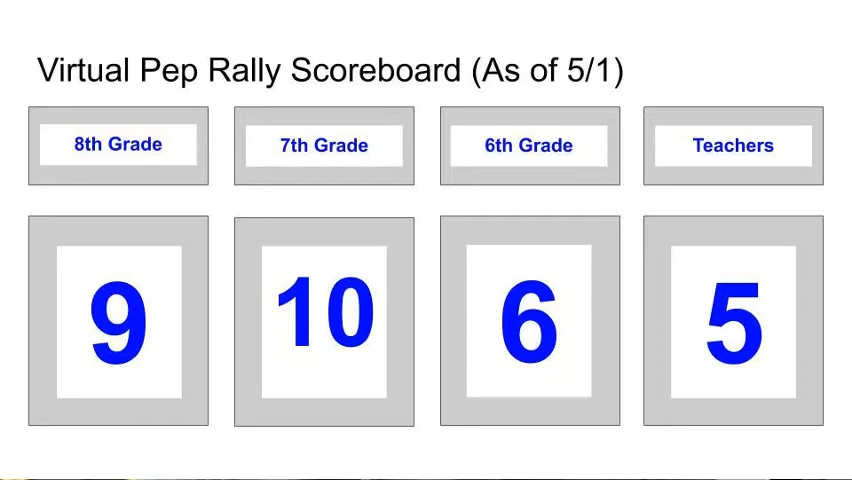 Virtual Pep Rally Scoreboard (As of 5/1)
8th Grade
7th Grade
6th Grade
Teachers
9
10
6
5